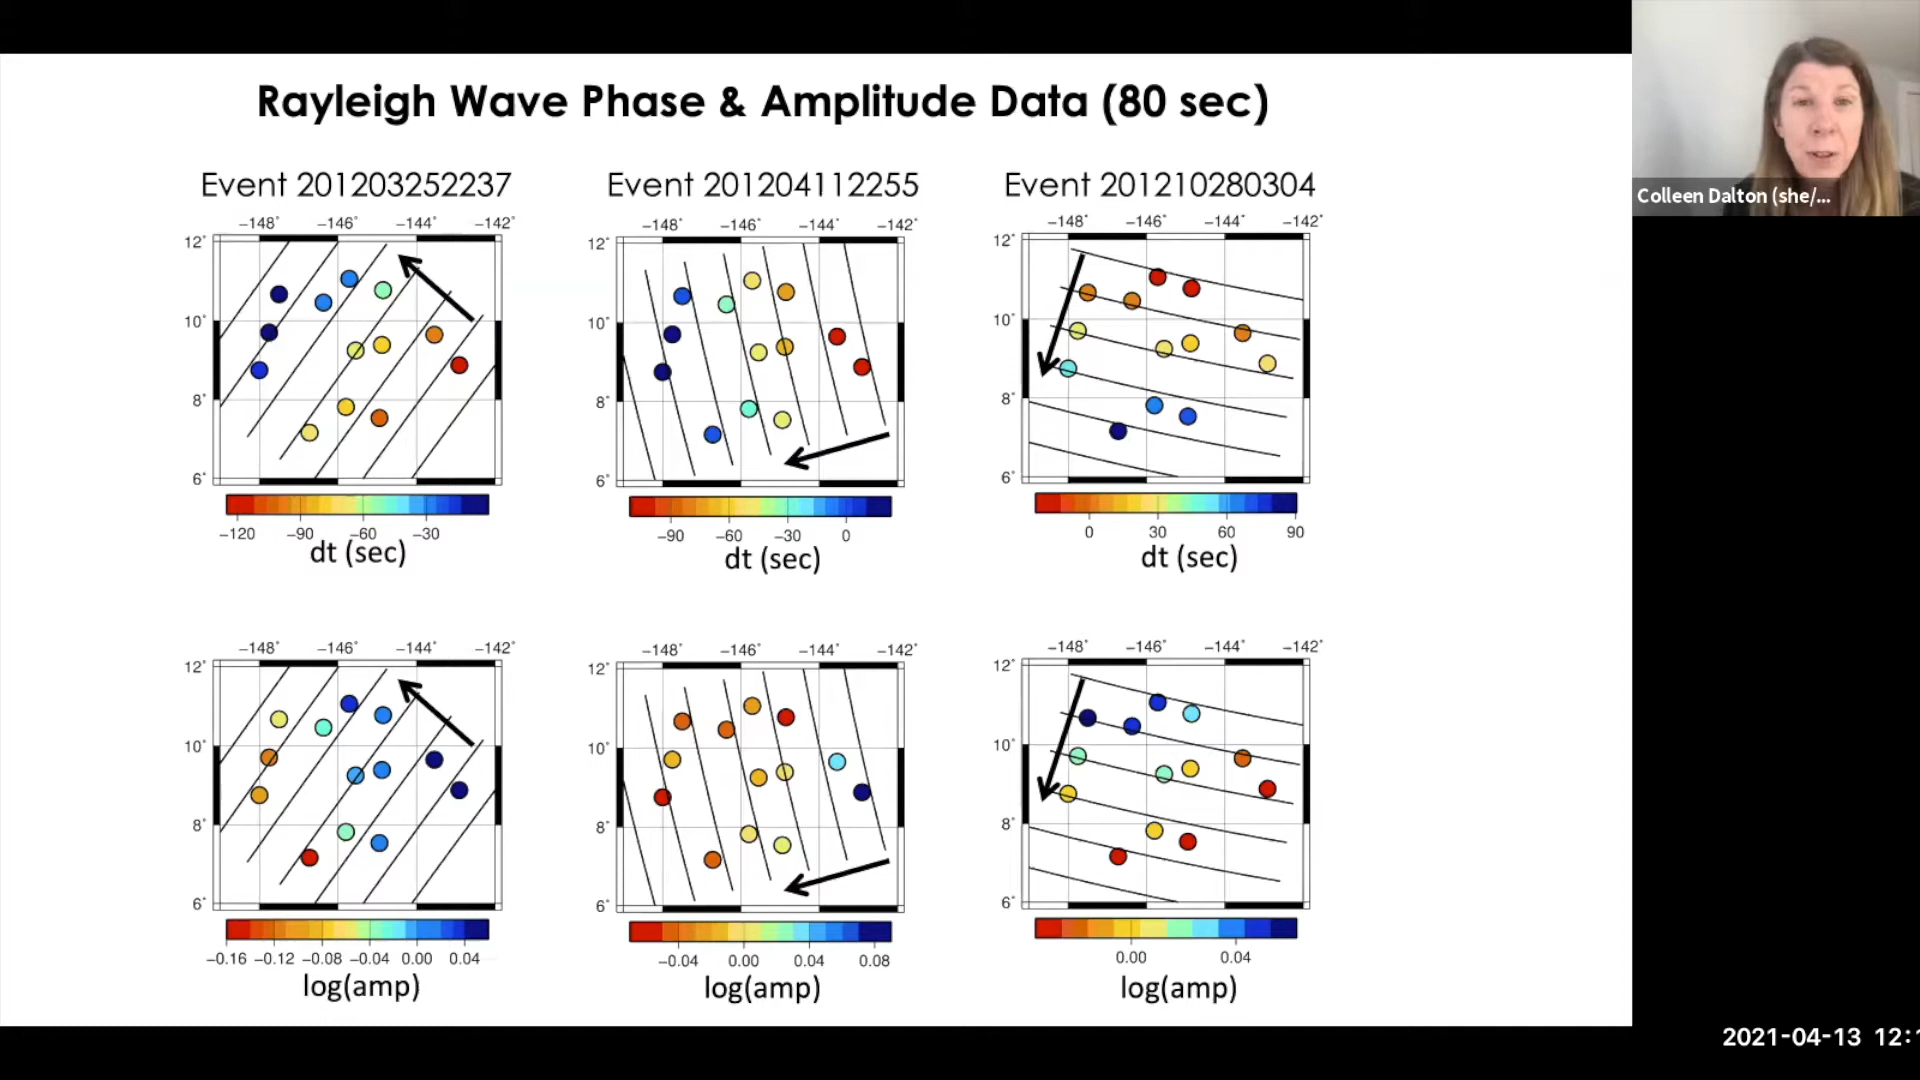 Rayleigh Wave Phase & Amplitude Data (80 sec)
Colleen Dalton (she/...
Event 201203252237
Event 201204112255
Event 201210280304
−148° −146° −144° −142°
12°
10°
8°
6°
−120 −90 −60 −30
dt (sec)
−148° −146° −144° −142°
12°
10°
8°
6°
−90 −60 −30 0
dt (sec)
−148° −146° −144° −142°
12°
10°
8°
6°
0 30 60 90
dt (sec)
−148° −146° −144° −142°
12°
10°
8°
6°
−0.16 −0.12 −0.08 −0.04 0.00 0.04
log(amp)
−148° −146° −144° −142°
12°
10°
8°
6°
−0.04 0.00 0.04 0.08
log(amp)
−148° −146° −144° −142°
12°
10°
8°
6°
0.00 0.04
log(amp)
2021-04-13 12: